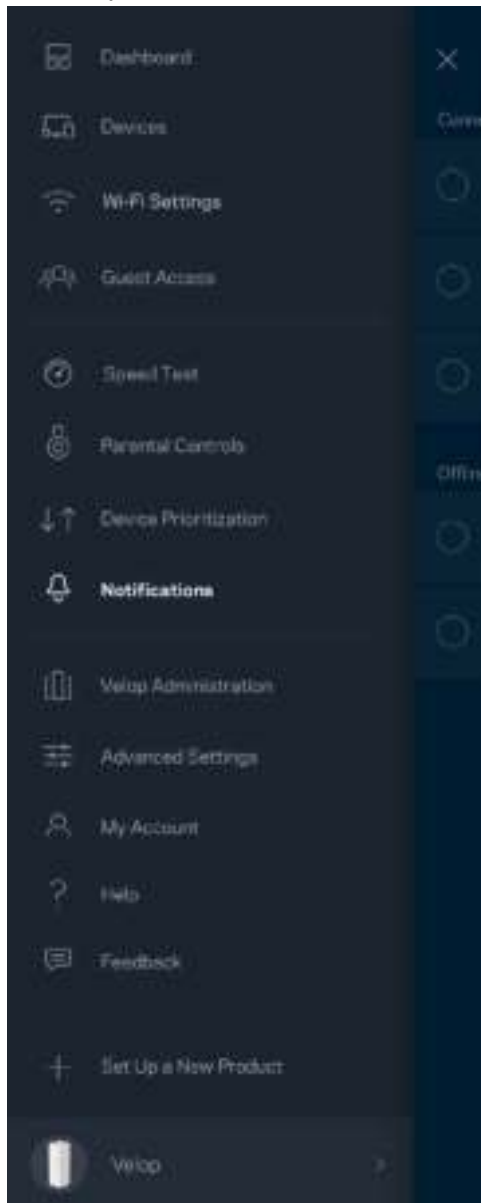 Dashboard
Devices
Wi-Fi Settings
Guest Access
Speed Test
Parental Controls
Device Prioritization
Notifications
Velop Administration
Advanced Settings
My Account
Help
Feedback
Set Up a New Product
Velop